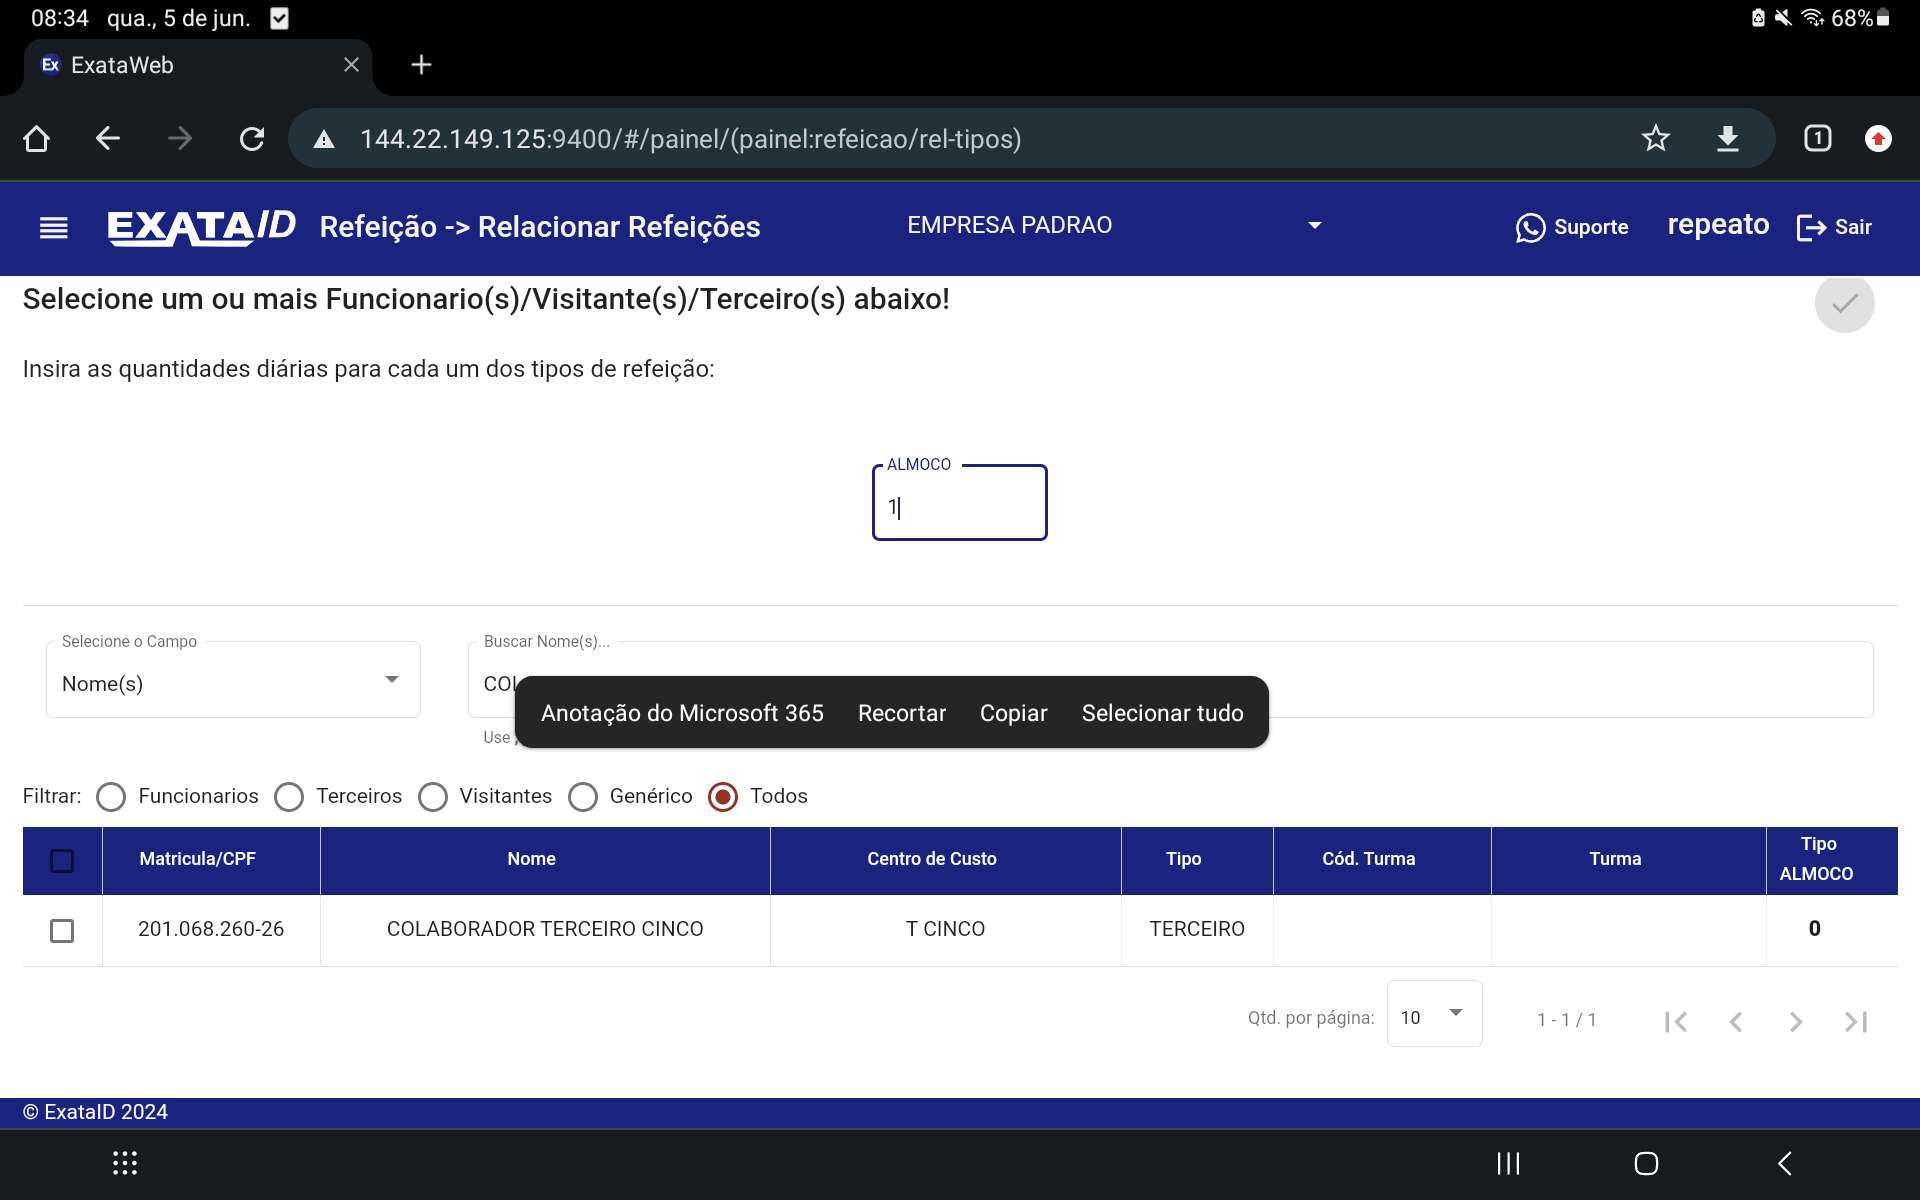 08:34 qua., 5 de jun. 68%
Ex ExataWeb
144.22.149.125:9400/#/painel/(painel:refeicao/rel-tipos) 1
EXATAID Refeição -> Relacionar Refeições EMPRESA PADRAO Suporte repeato Sair
Selecione um ou mais Funcionario(s)/Visitante(s)/Terceiro(s) abaixo!
Insira as quantidades diárias para cada um dos tipos de refeição:
ALMOCO
1
Selecione o Campo Buscar Nome(s)...
Nome(s)
Anotação do Microsoft 365 Recortar Copiar Selecionar tudo
Use
Filtrar: Funcionarios Terceiros Visitantes Genérico Todos
Matricula/CPF Nome Centro de Custo Tipo Cód. Turma Turma Tipo ALMOCO
201.068.260-26 COLABORADOR TERCEIRO CINCO T CINCO TERCEIRO 0
Qtd. por página: 10 1 - 1 / 1
© ExataID 2024